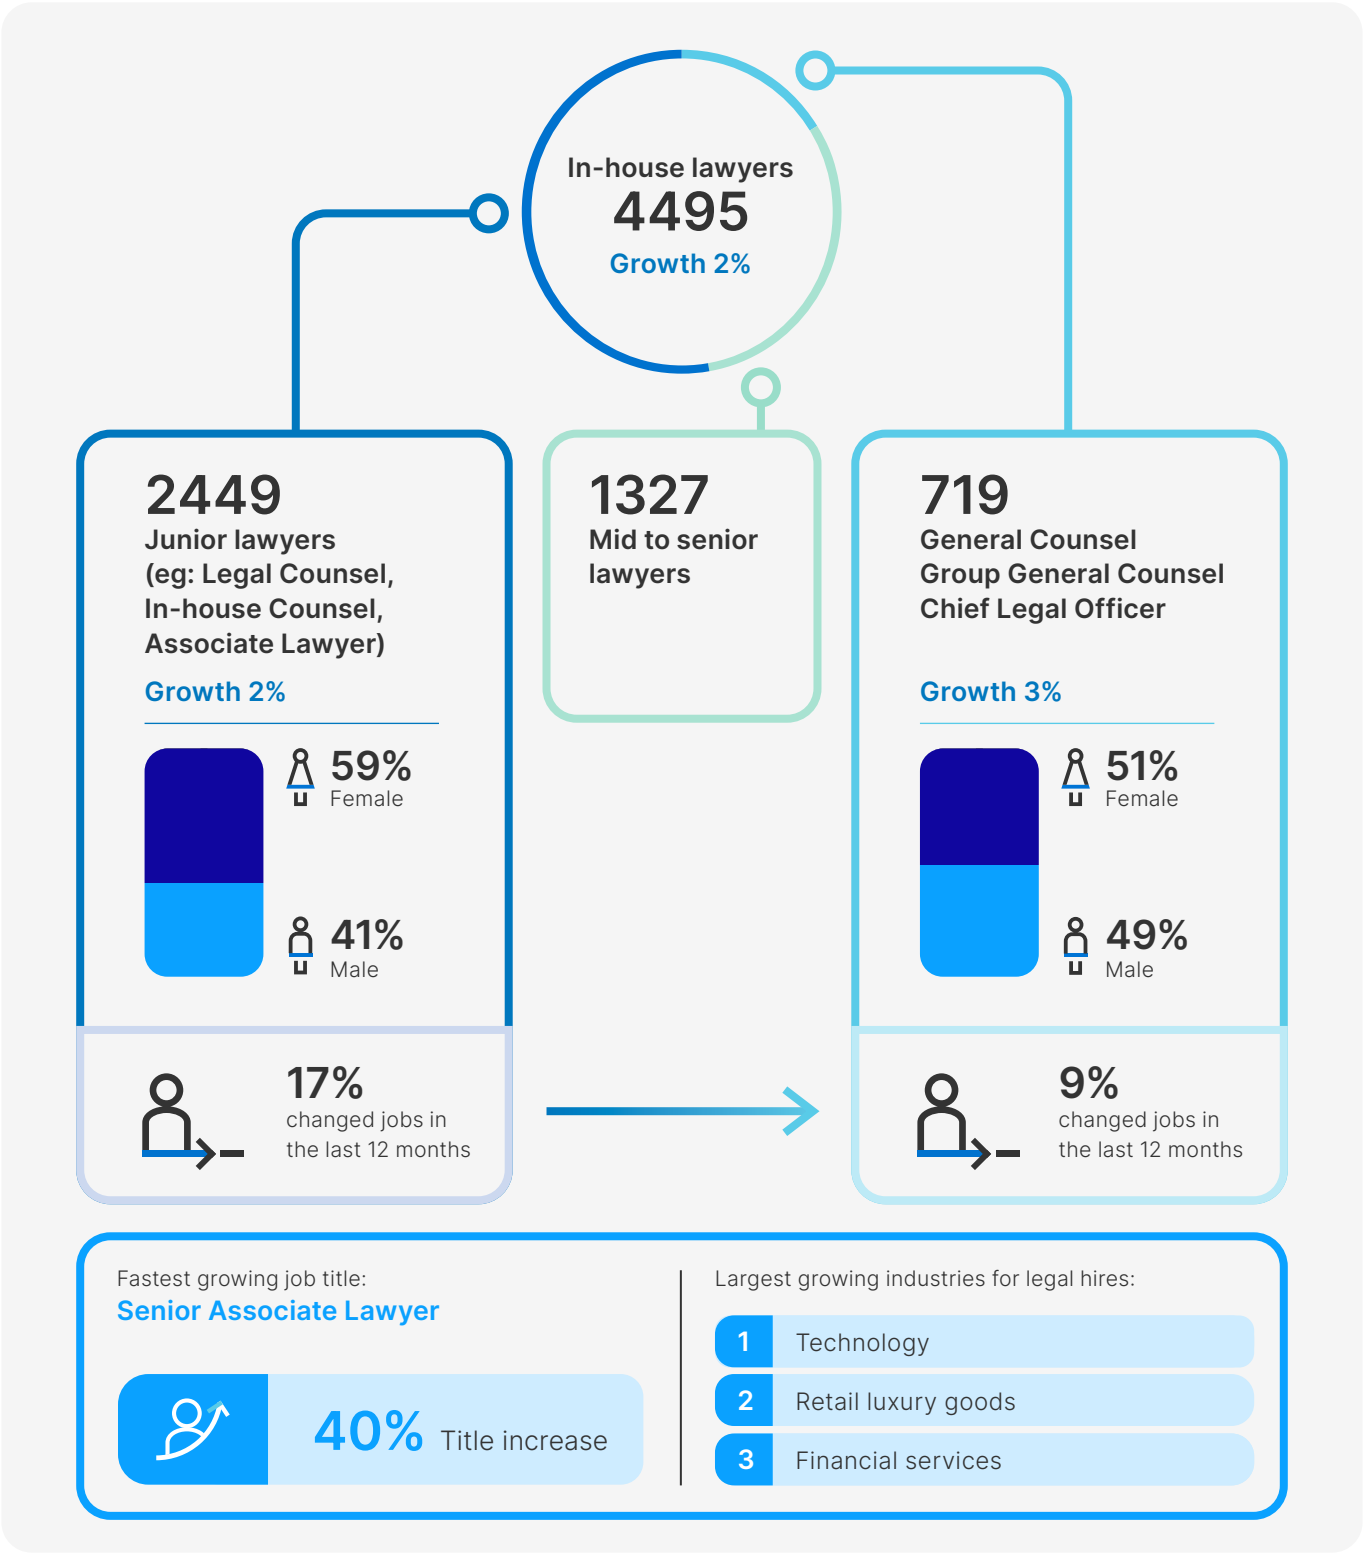 In-house lawyers
4495
Growth 2%
2449
Junior lawyers
(eg: Legal Counsel,
In-house Counsel,
Associate Lawyer)
Growth 2%
59%
Female
41%
Male
17%
changed jobs in
the last 12 months
1327
Mid to senior
lawyers
719
General Counsel
Group General Counsel
Chief Legal Officer
Growth 3%
51%
Female
49%
Male
9%
changed jobs in
the last 12 months
Fastest growing job title:
Senior Associate Lawyer
40% Title increase
Largest growing industries for legal hires:
1 Technology
2 Retail luxury goods
3 Financial services